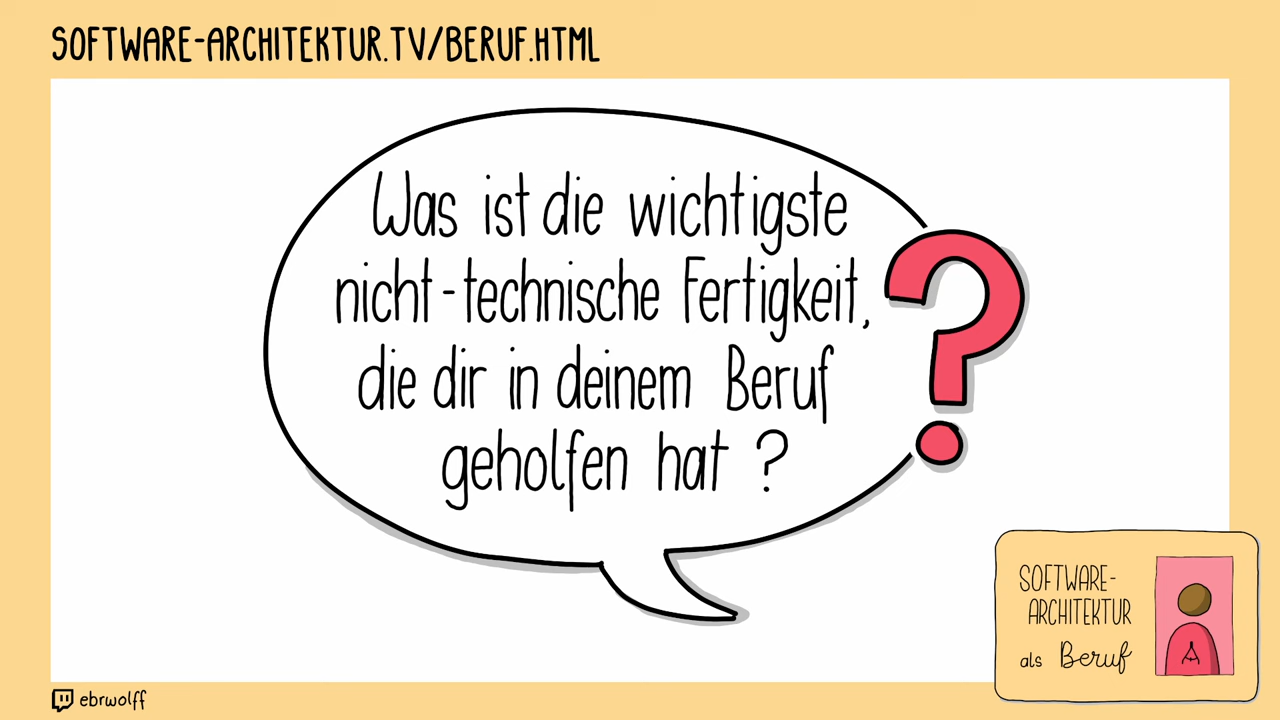 SOFTWARE-ARCHITEKTUR.TV/BERUF.HTML
Was ist die wichtigste
nicht-technische Fertigkeit,
die dir in deinem Beruf
geholfen hat ?
SOFTWARE-
ARCHITEKTUR
als Beruf
ebrwolff